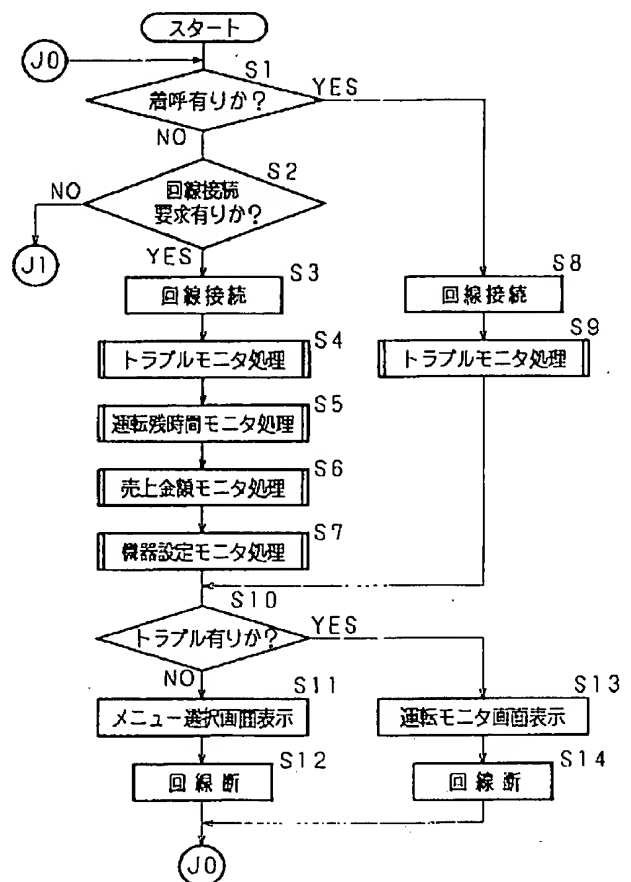 スタート
J0
S1
着呼有りか?
YES
NO
S2
回線接続
要求有りか?
NO
J1
YES
S3
回線接続
S8
回線接続
S4
トラブルモニタ処理
S9
トラブルモニタ処理
S5
運転残時間モニタ処理
S6
売上金額モニタ処理
S7
機器設定モニタ処理
S10
トラブル有りか?
YES
NO
S11
メニュー選択画面表示
S13
運転モニタ画面表示
S12
回線断
S14
回線断
J0